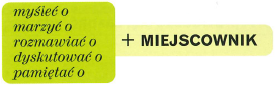 myśleć o
marzyć o
rozmawiać o
dyskutować o
pamiętać o
+ MIEJSCOWNIK